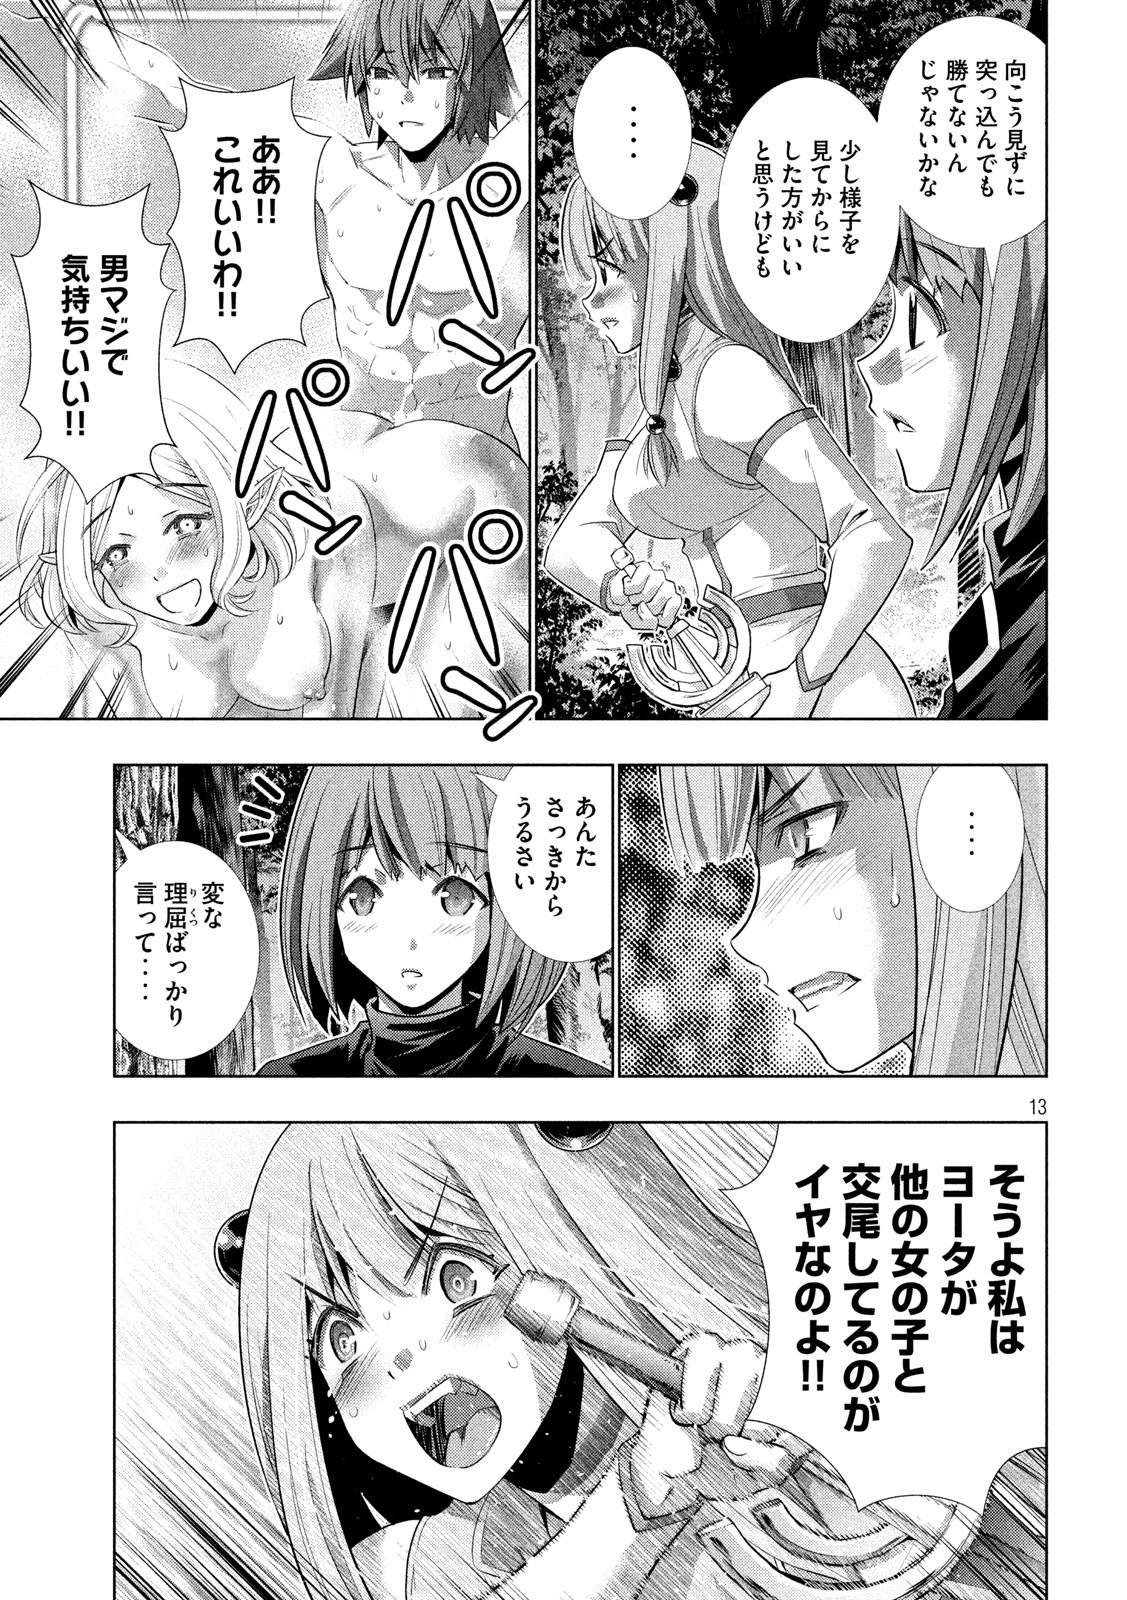 向こう見ずに
突っ込んでも
勝てないん
じゃないかな
少し様子を
見てからに
した方がいい
と思うけども
・・・・
ああ!!
これいいわ!!
男マジで
気持ちいい!!
パンッ
パンッ
パンッ
・・・
あんた
さっきから
うるさい
変な
理屈ばっかり
りくつ
言って・・・・
13
そうよ私は
ヨータが
他の女の子と
交尾してるのが
イヤなのよ!!